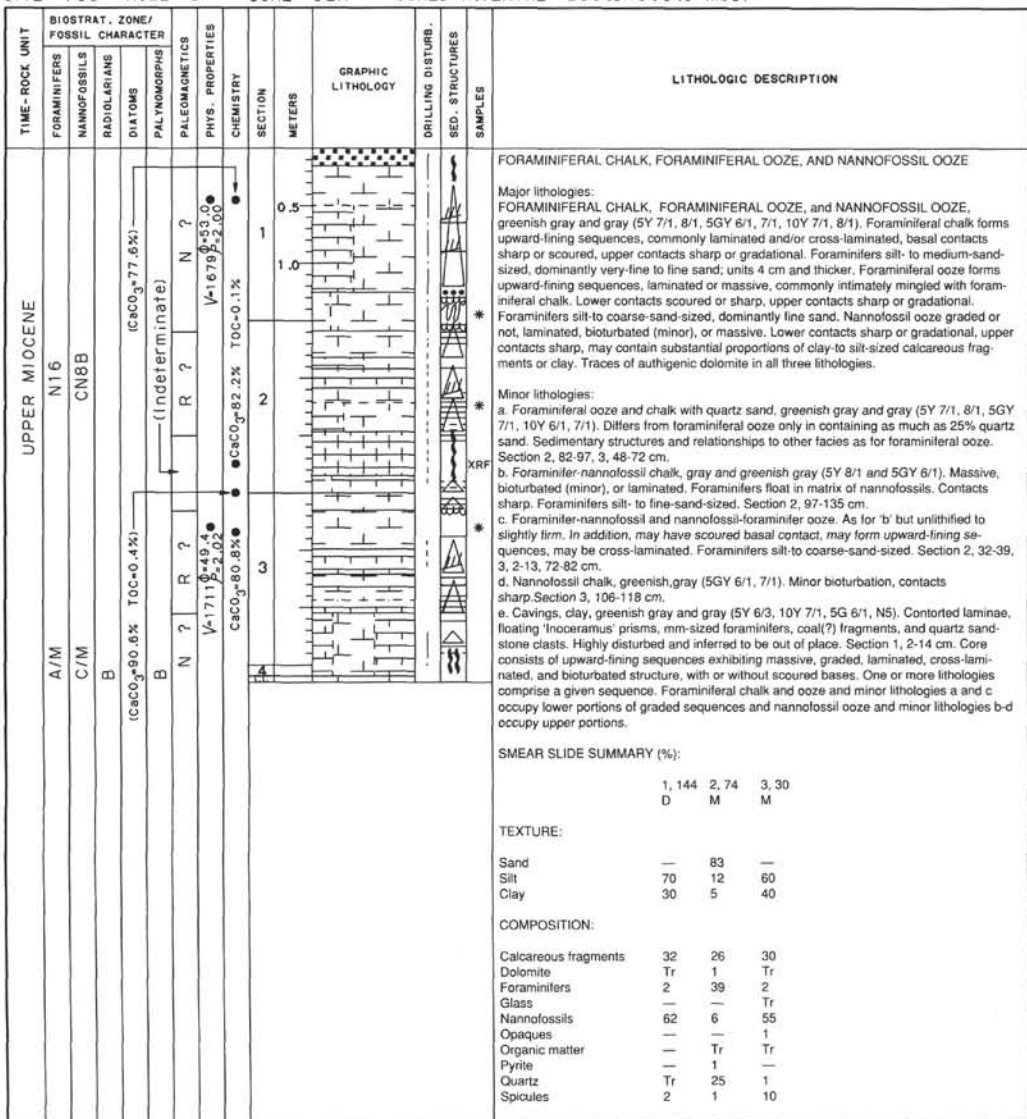 BIOSTRAT. ZONE/
FOSSIL CHARACTER
TIME-ROCK UNIT
FORAMINIFERS
NANNOFOSSILS
RADIOLARIANS
DIATOMS
PALYNOMORPHS
PALEOMAGNETICS
PHYS. PROPERTIES
CHEMISTRY
SECTION
METERS
GRAPHIC
LITHOLOGY
DRILLING DISTURB.
SED. STRUCTURES
SAMPLES
LITHOLOGIC DESCRIPTION
UPPER MIOCENE
N16
A/M
CN8B
C/M
B
(CaCO3=77.6%)
(CaCO3=90.6% TOC=0.4%)
(Indeterminate)
B
N ?
R ?
R ?
N ?
V=1679 Φ=53.0 ρ=2.00
V=1711 Φ=49.4 ρ=2.02
CaCO3=82.2% TOC=0.1%
CaCO3=80.8%
1
2
3
4
0.5
1.0
*
*
XRF
*
FORAMINIFERAL CHALK, FORAMINIFERAL OOZE, AND NANNOFOSSIL OOZE
Major lithologies:
FORAMINIFERAL CHALK, FORAMINIFERAL OOZE, and NANNOFOSSIL OOZE,
greenish gray and gray (5Y 7/1, 8/1, 5GY 6/1, 7/1, 10Y 7/1, 8/1). Foraminiferal chalk forms
upward-fining sequences, commonly laminated and/or cross-laminated, basal contacts
sharp or scoured, upper contacts sharp or gradational. Foraminifers silt- to medium-sand-
sized, dominantly very-fine to fine sand; units 4 cm and thicker. Foraminiferal ooze forms
upward-fining sequences, laminated or massive, commonly intimately mingled with foram-
iniferal chalk. Lower contacts scoured or sharp, upper contacts sharp or gradational.
Foraminifers silt-to coarse-sand-sized, dominantly fine sand. Nannofossil ooze graded or
not, laminated, bioturbated (minor), or massive. Lower contacts sharp or gradational, upper
contacts sharp, may contain substantial proportions of clay-to silt-sized calcareous frag-
ments or clay. Traces of authigenic dolomite in all three lithologies.
Minor lithologies:
a. Foraminiferal ooze and chalk with quartz sand, greenish gray and gray (5Y 7/1, 8/1, 5GY
7/1, 10Y 6/1, 7/1). Differs from foraminiferal ooze only in containing as much as 25% quartz
sand. Sedimentary structures and relationships to other facies as for foraminiferal ooze.
Section 2, 82-97, 3, 48-72 cm.
b. Foraminifer-nannofossil chalk, gray and greenish gray (5Y 8/1 and 5GY 6/1). Massive,
bioturbated (minor), or laminated. Foraminifers float in matrix of nannofossils. Contacts
sharp. Foraminifers silt- to fine-sand-sized. Section 2, 97-135 cm.
c. Foraminifer-nannofossil and nannofossil-foraminifer ooze. As for 'b' but unlithified to
slightly firm. In addition, may have scoured basal contact, may form upward-fining se-
quences, may be cross-laminated. Foraminifers silt-to coarse-sand-sized. Section 2, 32-39,
3, 2-13, 72-82 cm.
d. Nannofossil chalk, greenish,gray (5GY 6/1, 7/1). Minor bioturbation, contacts
sharp.Section 3, 106-118 cm.
e. Cavings, clay, greenish gray and gray (5Y 6/3, 10Y 7/1, 5G 6/1, N5). Contorted laminae,
floating 'Inoceramus' prisms, mm-sized foraminifers, coal(?) fragments, and quartz sand-
stone clasts. Highly disturbed and inferred to be out of place. Section 1, 2-14 cm. Core
consists of upward-fining sequences exhibiting massive, graded, laminated, cross-lami-
nated, and bioturbated structure, with or without scoured bases. One or more lithologies
comprise a given sequence. Foraminiferal chalk and ooze and minor lithologies a and c
occupy lower portions of graded sequences and nannofossil ooze and minor lithologies b-d
occupy upper portions.
SMEAR SLIDE SUMMARY (%):
1, 144 2, 74 3, 30
D M M
TEXTURE:
Sand — 83 —
Silt 70 12 60
Clay 30 5 40
COMPOSITION:
Calcareous fragments 32 26 30
Dolomite Tr 1 Tr
Foraminifers 2 39 2
Glass — — Tr
Nannofossils 62 6 55
Opaques — — 1
Organic matter — Tr Tr
Pyrite — 1 —
Quartz Tr 25 1
Spicules 2 1 10